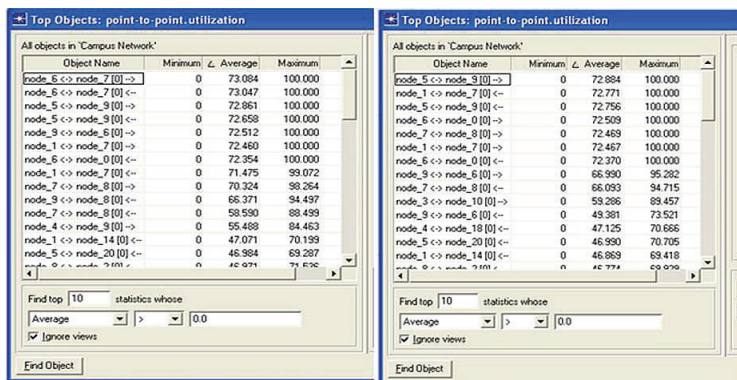 Top Objects: point-to-point.utilization
All objects in 'Campus Network'
Object Name Minimum Average Maximum
node_6 <-> node_7 [0] --> 0 73.084 100.000
node_6 <-> node_7 [0] <-- 0 73.047 100.000
node_5 <-> node_9 [0] --> 0 72.861 100.000
node_5 <-> node_9 [0] <-- 0 72.658 100.000
node_9 <-> node_6 [0] --> 0 72.512 100.000
node_1 <-> node_7 [0] --> 0 72.460 100.000
node_6 <-> node_0 [0] <-- 0 72.354 100.000
node_1 <-> node_7 [0] <-- 0 71.475 99.072
node_7 <-> node_8 [0] --> 0 70.324 98.264
node_8 <-> node_9 [0] <-- 0 66.371 94.497
node_7 <-> node_8 [0] <-- 0 58.590 88.499
node_4 <-> node_9 [0] --> 0 55.488 84.463
node_1 <-> node_14 [0] <-- 0 47.071 70.199
node_5 <-> node_20 [0] <-- 0 46.984 69.287
Find top 10 statistics whose
Average > 0.0
Ignore views
Find Object
Top Objects: point-to-point.utilization
All objects in 'Campus Network'
Object Name Minimum Average Maximum
node_5 <-> node_9 [0] --> 0 72.884 100.000
node_1 <-> node_7 [0] <-- 0 72.771 100.000
node_5 <-> node_9 [0] <-- 0 72.756 100.000
node_6 <-> node_0 [0] --> 0 72.509 100.000
node_7 <-> node_8 [0] --> 0 72.469 100.000
node_1 <-> node_7 [0] --> 0 72.467 100.000
node_6 <-> node_0 [0] <-- 0 72.370 100.000
node_9 <-> node_6 [0] --> 0 66.990 95.282
node_7 <-> node_8 [0] <-- 0 66.093 94.715
node_3 <-> node_10 [0] --> 0 59.286 89.457
node_9 <-> node_6 [0] <-- 0 49.381 73.521
node_4 <-> node_18 [0] <-- 0 47.125 70.666
node_5 <-> node_20 [0] <-- 0 46.990 70.705
node_1 <-> node_14 [0] <-- 0 46.869 69.418
Find top 10 statistics whose
Average > 0.0
Ignore views
Find Object